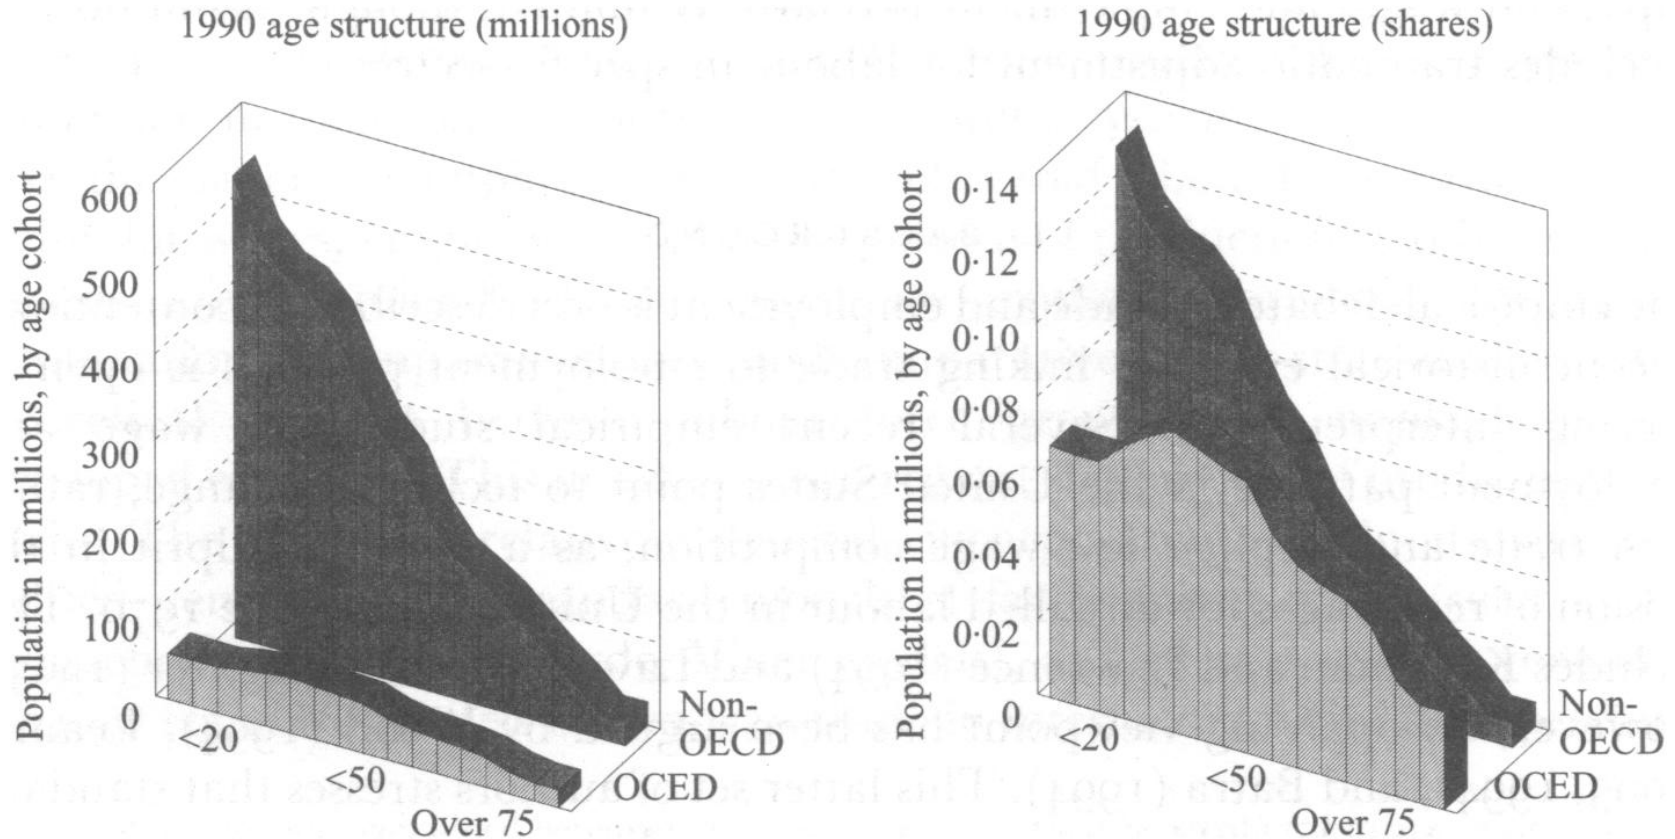 1990 age structure (millions)
Population in millions, by age cohort
600
500
400
300
200
100
0
<20
<50
Over 75
Non-
OECD
OCED
1990 age structure (shares)
Population in millions, by age cohort
0·14
0·12
0·10
0·08
0·06
0·04
0·02
0
<20
<50
Over 75
Non-
OECD
OCED